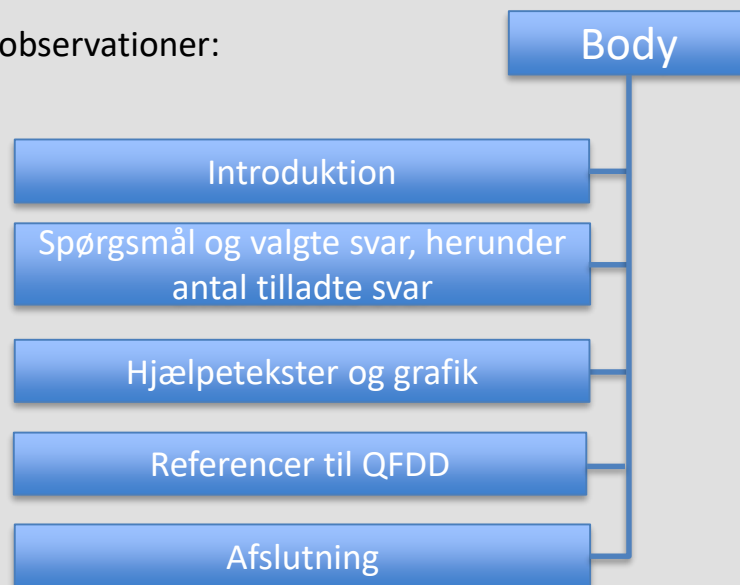 observationer:
Body
Introduktion
Spørgsmål og valgte svar, herunder
antal tilladte svar
Hjælpetekster og grafik
Referencer til QFDD
Afslutning